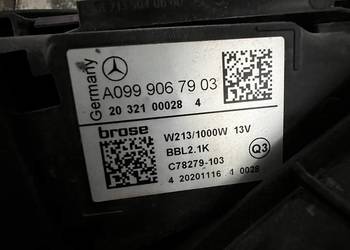 Germany
A099 906 79 03
20 321 00028 4
brose
W213/1000W 13V
BBL2.1K
C78279-103
Q3
4 20201116 1 0028